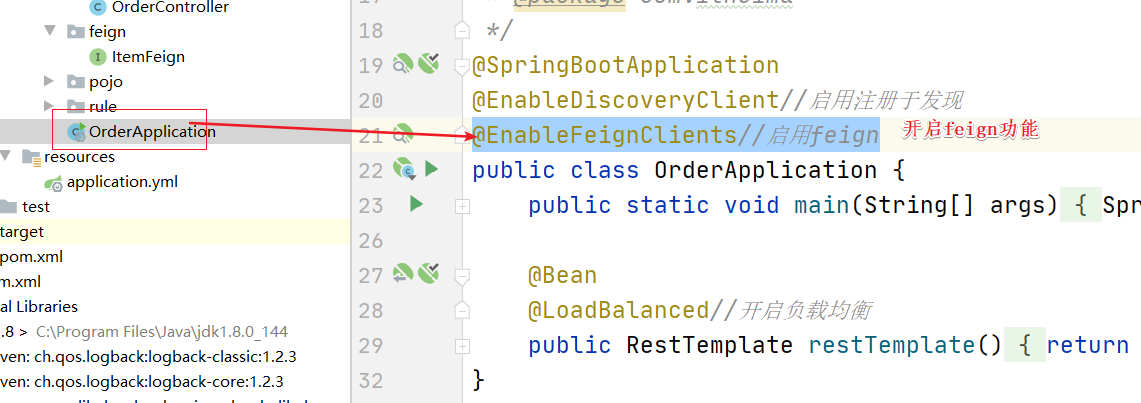 OrderController
feign
ItemFeign
pojo
rule
OrderApplication
resources
application.yml
test
target
pom.xml
m.xml
al Libraries
.8 > C:\Program Files\Java\jdk1.8.0_144
ven: ch.qos.logback:logback-classic:1.2.3
ven: ch.qos.logback:logback-core:1.2.3
18 */
19 @SpringBootApplication
20 @EnableDiscoveryClient//启用注册于发现
21 @EnableFeignClients//启用feign 开启feign功能
22 public class OrderApplication {
23 public static void main(String[] args) { Spr
26
27 @Bean
28 @LoadBalanced//开启负载均衡
29 public RestTemplate restTemplate() { return
32 }